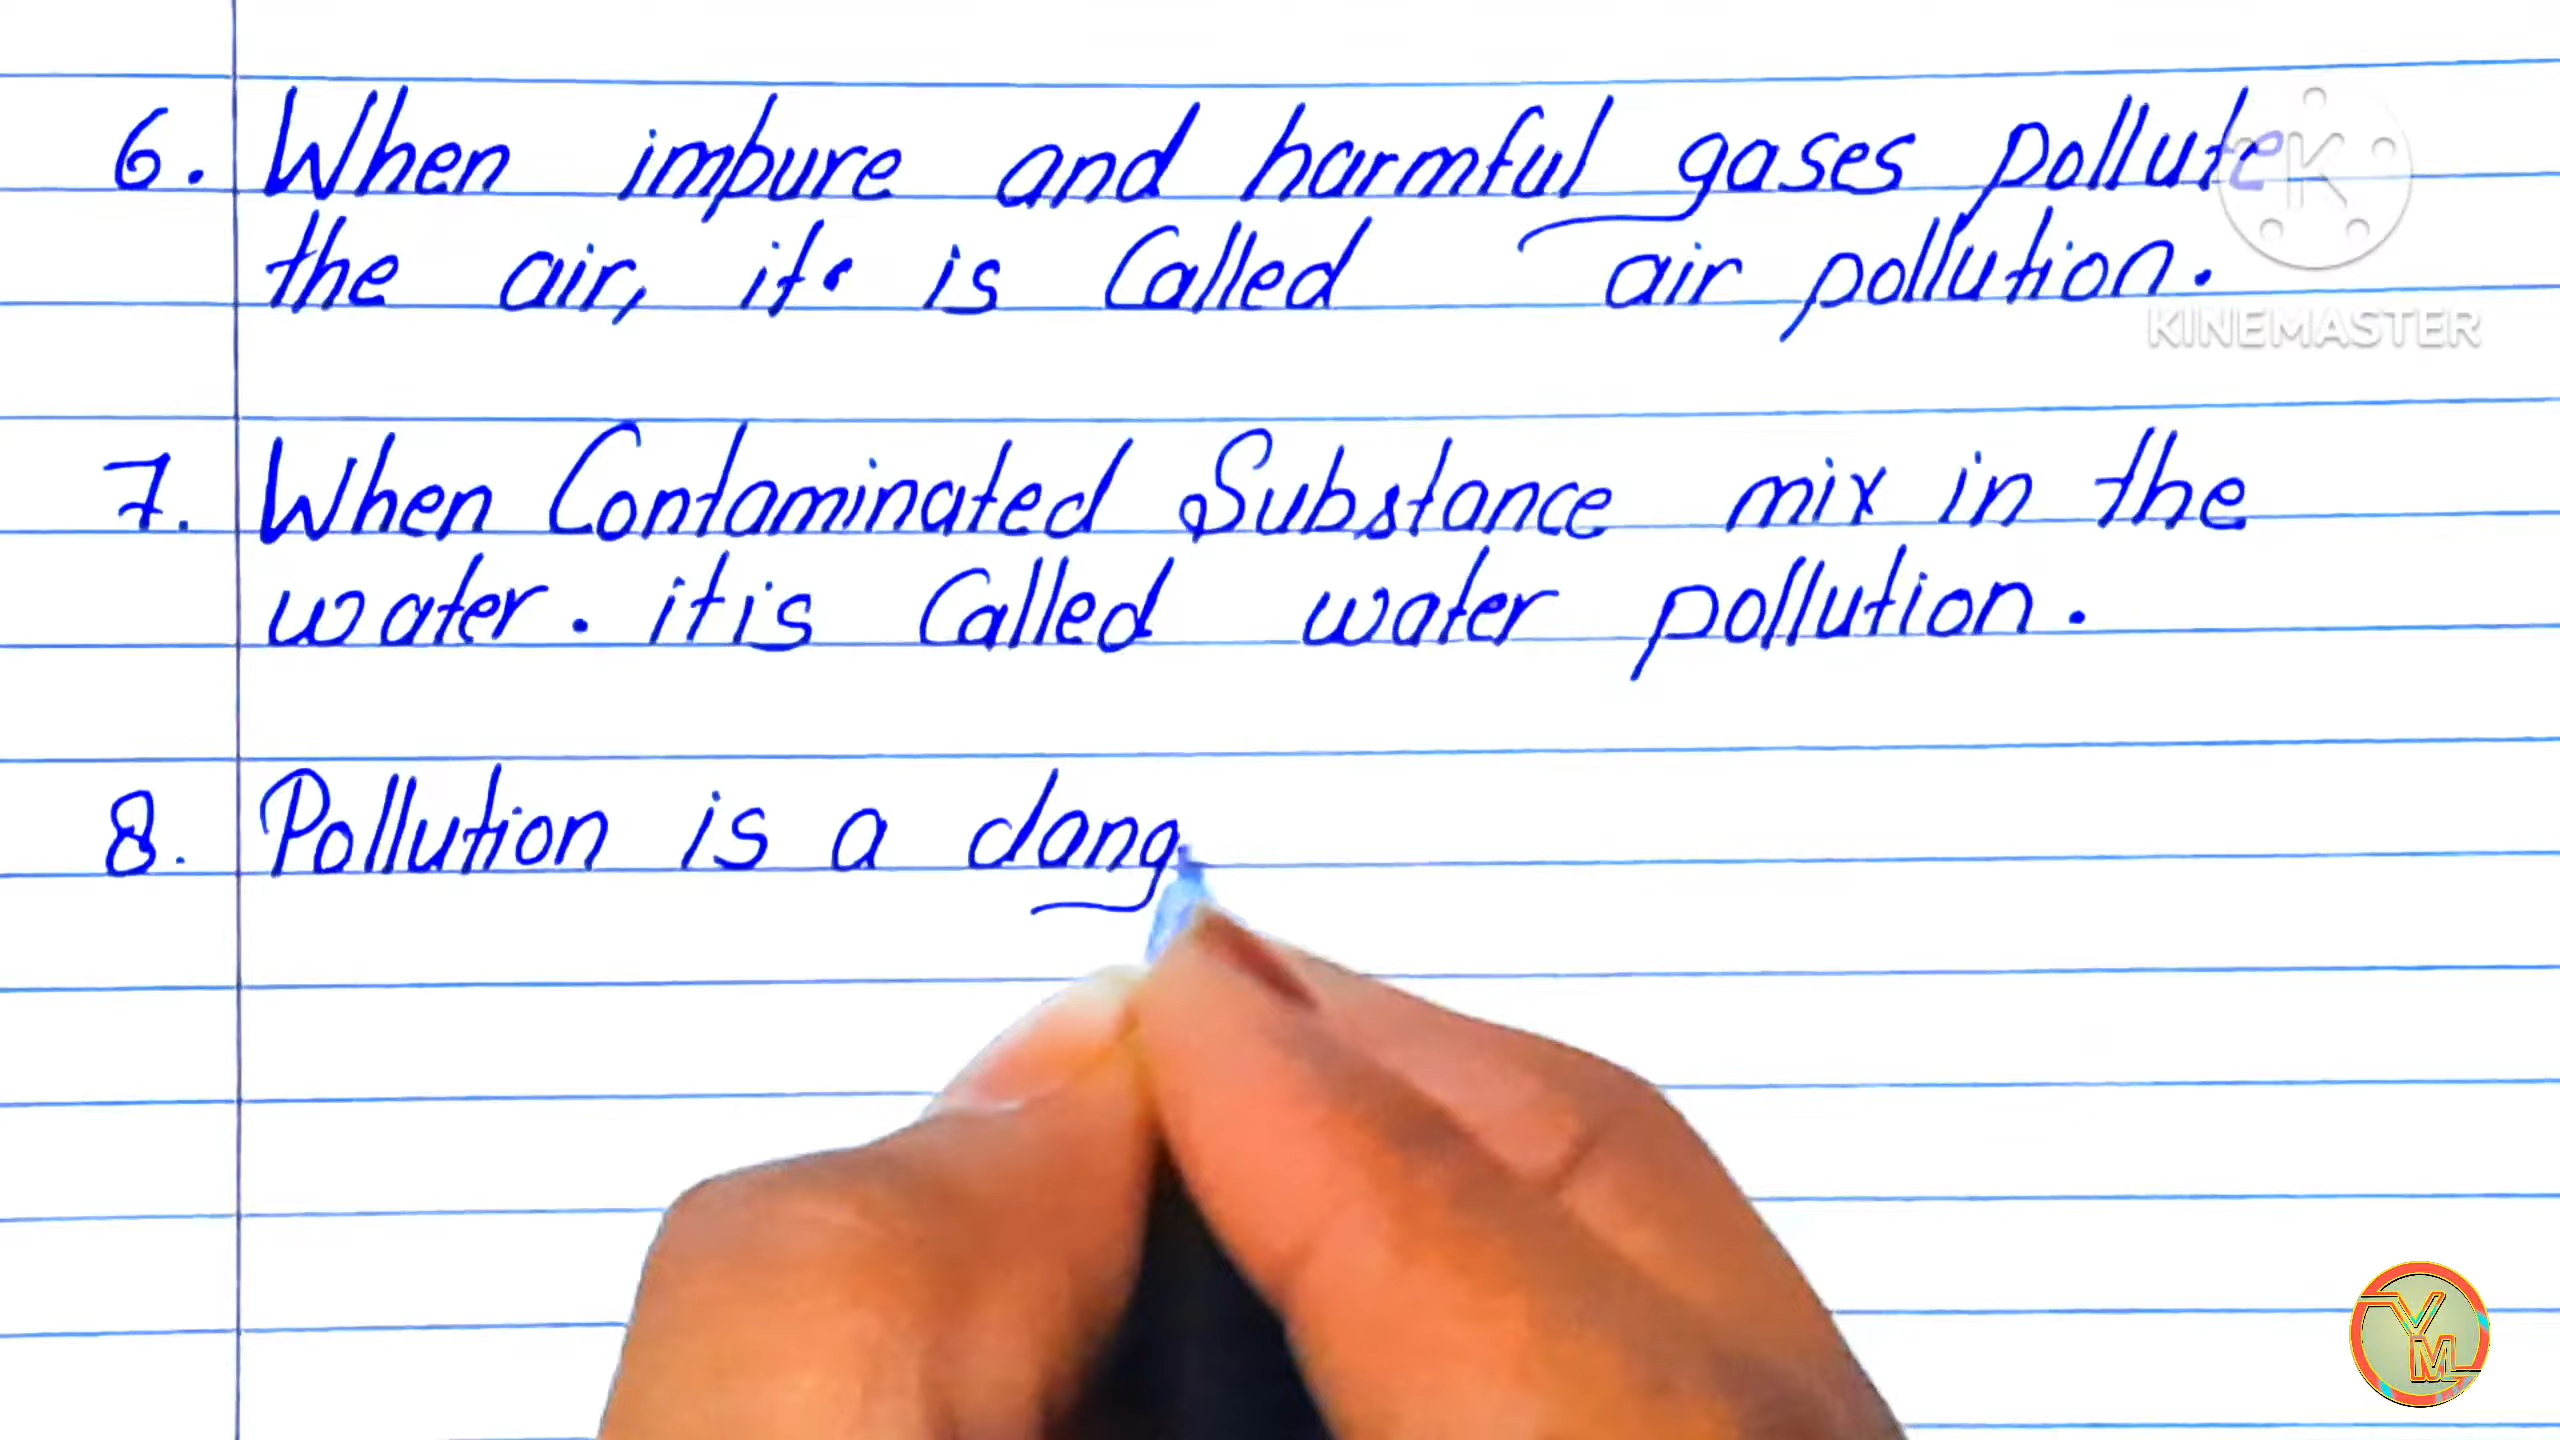 6. When impure and harmful gases pollute
the air, it is Called air pollution.
KINEMASTER
7. When Contaminated Substance mix in the
water. it is Called water pollution.
8. Pollution is a dang
YM